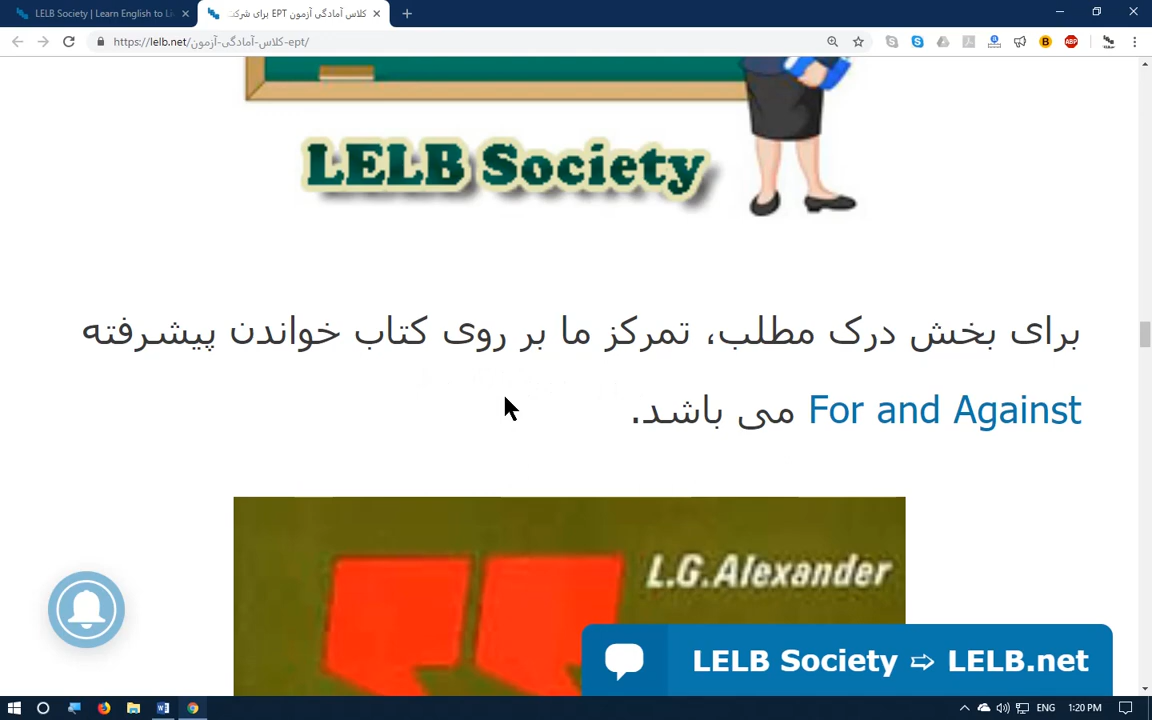 LELB Society | Learn English to Li
کلاس آمادگی آزمون EPT برای شرکت
https://lelb.net/کلاس-آمادگی-آزمون-ept/
LELB Society
برای بخش درک مطلب، تمرکز ما بر روی کتاب خواندن پیشرفته
For and Against می باشد.
L.G.Alexander
LELB Society ⇨ LELB.net
ENG
1:20 PM